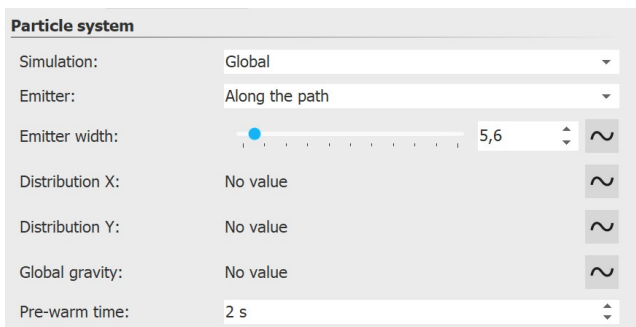 Particle system
Simulation: Global
Emitter: Along the path
Emitter width: 5,6
Distribution X: No value
Distribution Y: No value
Global gravity: No value
Pre-warm time: 2 s